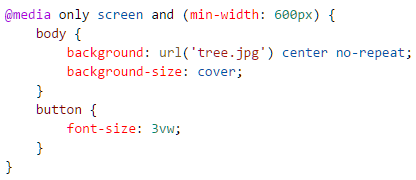 @media only screen and (min-width: 600px) {
    body {
        background: url('tree.jpg') center no-repeat;
        background-size: cover;
    }
    button {
        font-size: 3vw;
    }
}